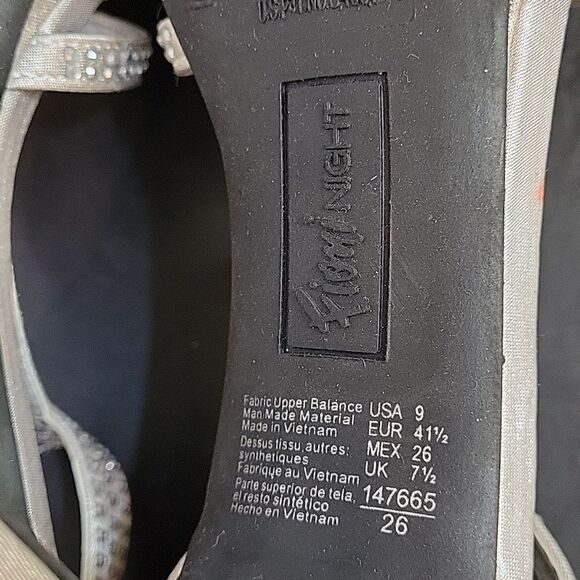 Fioni NIGHT
Fabric Upper Balance
Man Made Material
Made in Vietnam
Dessus tissu, autres:
synthetiques
Fabrique au Vietnam
Parte superior de tela,
el resto sintético
Hecho en Vietnam
USA 9
EUR 41½
MEX 26
UK 7½
147665
26